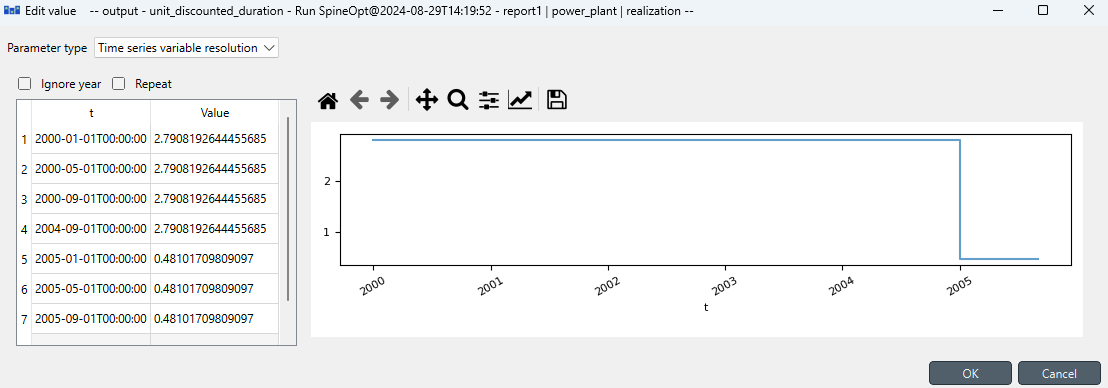 Edit value -- output - unit_discounted_duration - Run SpineOpt@2024-08-29T14:19:52 - report1 | power_plant | realization --
Parameter type Time series variable resolution
Ignore year Repeat
t Value
1 2000-01-01T00:00:00 2.7908192644455685
2 2000-05-01T00:00:00 2.7908192644455685
3 2000-09-01T00:00:00 2.7908192644455685
4 2004-09-01T00:00:00 2.7908192644455685
5 2005-01-01T00:00:00 0.48101709809097
6 2005-05-01T00:00:00 0.48101709809097
7 2005-09-01T00:00:00 0.48101709809097
2
1
2000 2001 2002 2003 2004 2005
t
OK Cancel